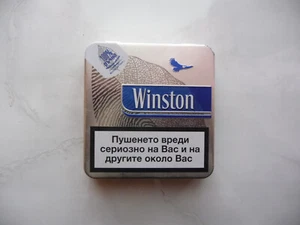 Winston
Пушенето вреди
сериозно на Вас и на
другите около Вас